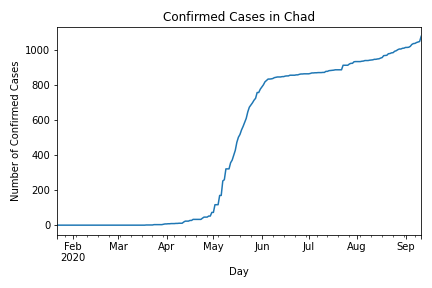 Confirmed Cases in Chad
Number of Confirmed Cases
1000
800
600
400
200
0
Feb Mar Apr May Jun Jul Aug Sep
2020
Day